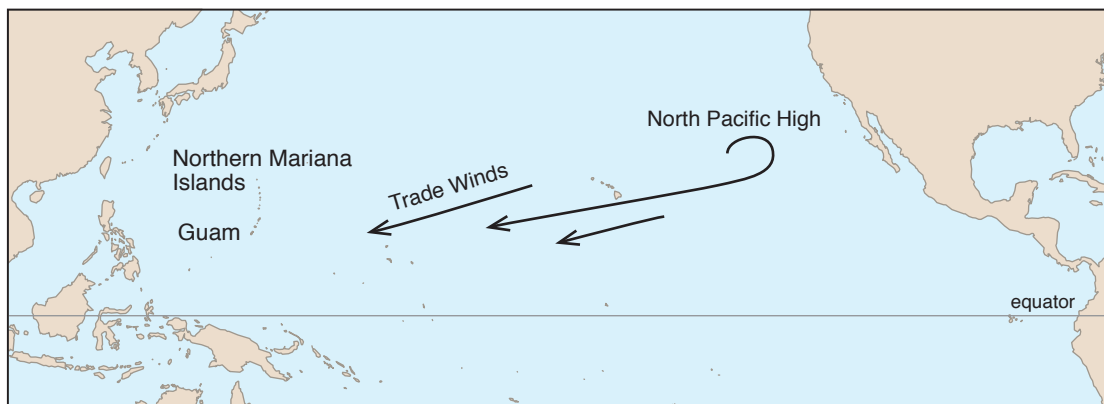 North Pacific High
Northern Mariana
Islands
Trade Winds
Guam
equator